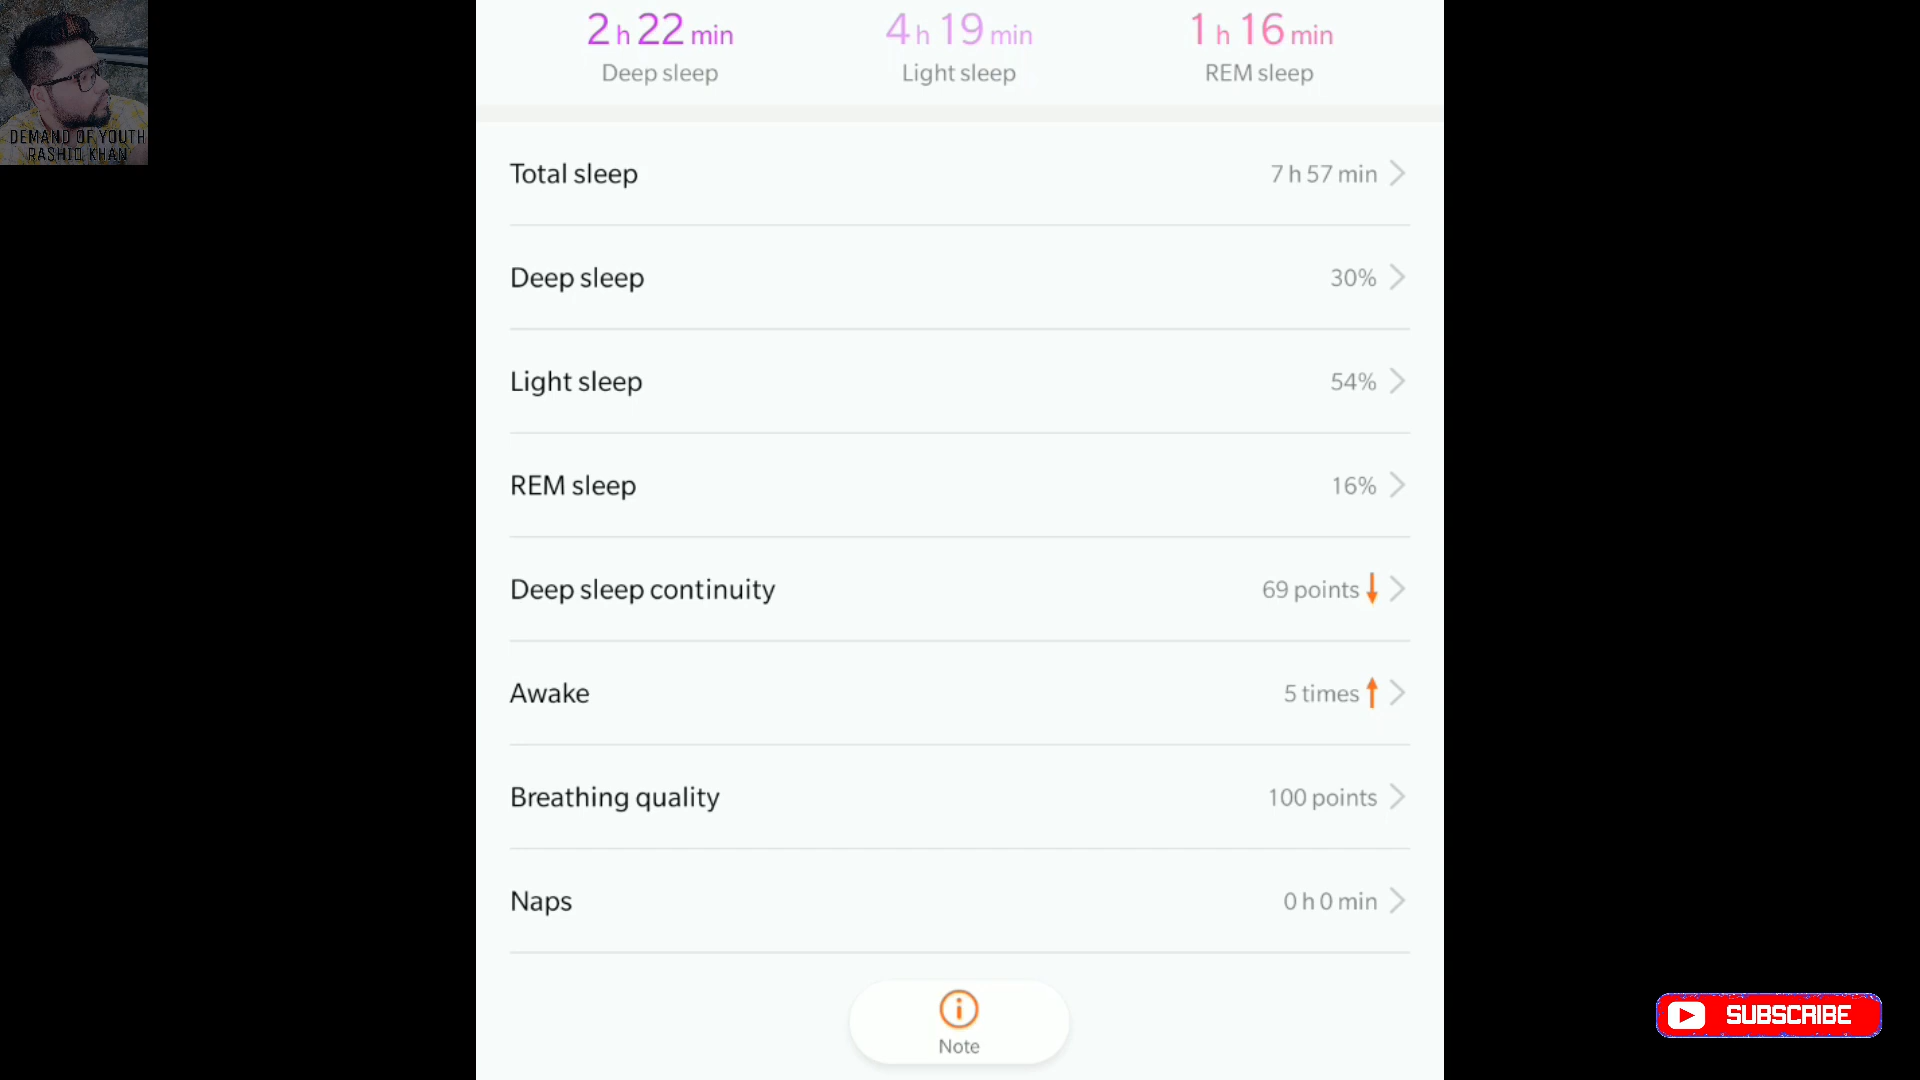 2 h 22 min 4 h 19 min 1 h 16 min
Deep sleep Light sleep REM sleep
DEMAND OF YOUTH
RASHID KHAN
Total sleep 7 h 57 min
Deep sleep 30%
Light sleep 54%
REM sleep 16%
Deep sleep continuity 69 points
Awake 5 times
Breathing quality 100 points
Naps 0 h 0 min
Note
SUBSCRIBE